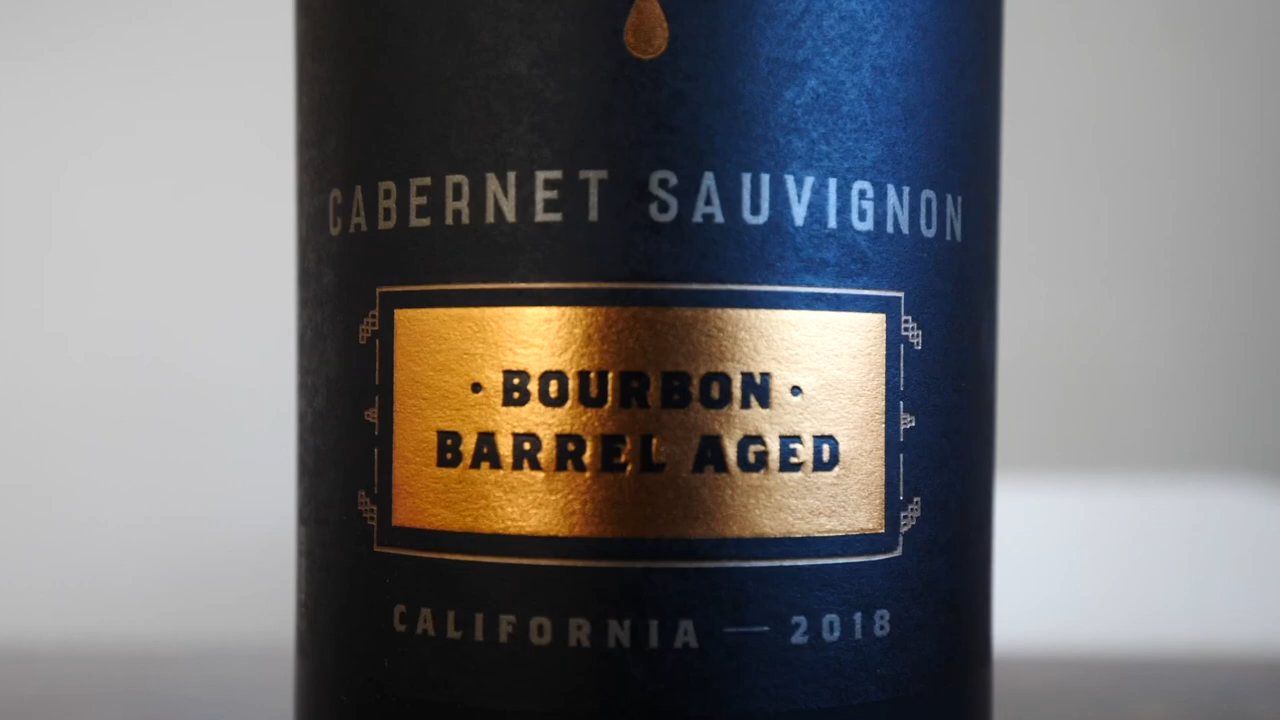 CABERNET SAUVIGNON
• BOURBON •
BARREL AGED
CALIFORNIA — 2018